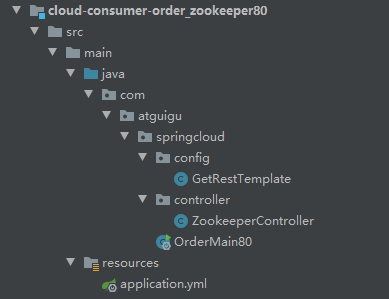 cloud-consumer-order_zookeeper80
src
main
java
com
atguigu
springcloud
config
GetRestTemplate
controller
ZookeeperController
OrderMain80
resources
application.yml